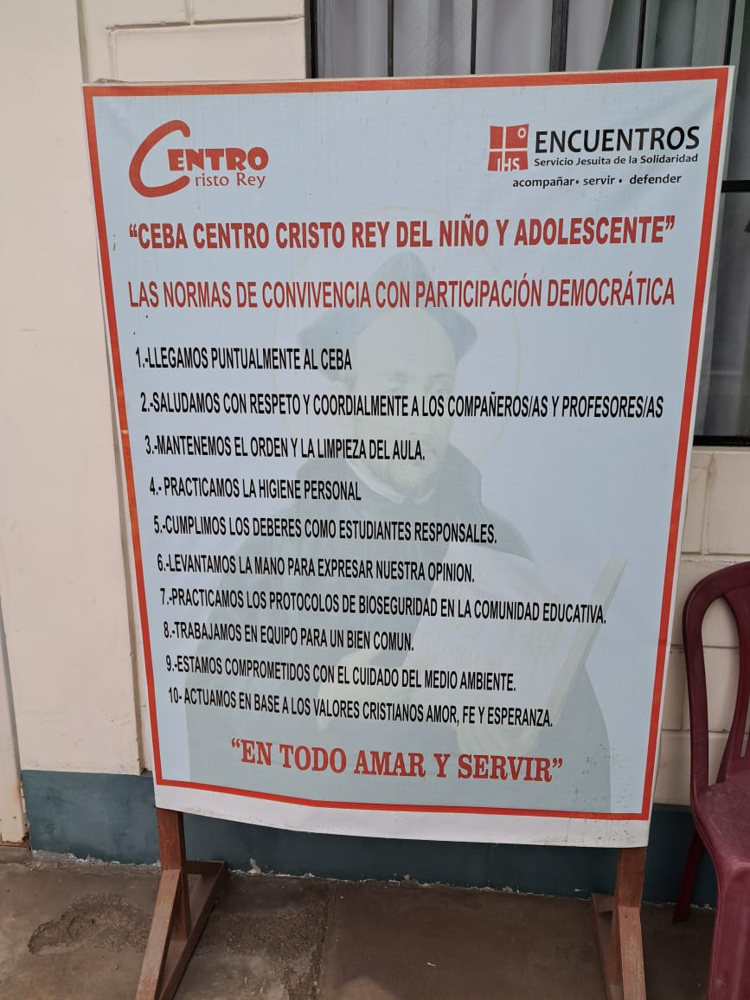 CENTRO
Cristo Rey
IHS
ENCUENTROS
Servicio Jesuita de la Solidaridad
acompañar• servir • defender
“CEBA CENTRO CRISTO REY DEL NIÑO Y ADOLESCENTE”
LAS NORMAS DE CONVIVENCIA CON PARTICIPACIÓN DEMOCRÁTICA
1.-LLEGAMOS PUNTUALMENTE AL CEBA
2.-SALUDAMOS CON RESPETO Y COORDIALMENTE A LOS COMPAÑEROS/AS Y PROFESORES/AS
3.-MANTENEMOS EL ORDEN Y LA LIMPIEZA DEL AULA.
4.- PRACTICAMOS LA HIGIENE PERSONAL
5.-CUMPLIMOS LOS DEBERES COMO ESTUDIANTES RESPONSALES.
6.-LEVANTAMOS LA MANO PARA EXPRESAR NUESTRA OPINION.
7.-PRACTICAMOS LOS PROTOCOLOS DE BIOSEGURIDAD EN LA COMUNIDAD EDUCATIVA.
8.-TRABAJAMOS EN EQUIPO PARA UN BIEN COMUN.
9.-ESTAMOS COMPROMETIDOS CON EL CUIDADO DEL MEDIO AMBIENTE.
10- ACTUAMOS EN BASE A LOS VALORES CRISTIANOS AMOR, FE Y ESPERANZA.
“EN TODO AMAR Y SERVIR”